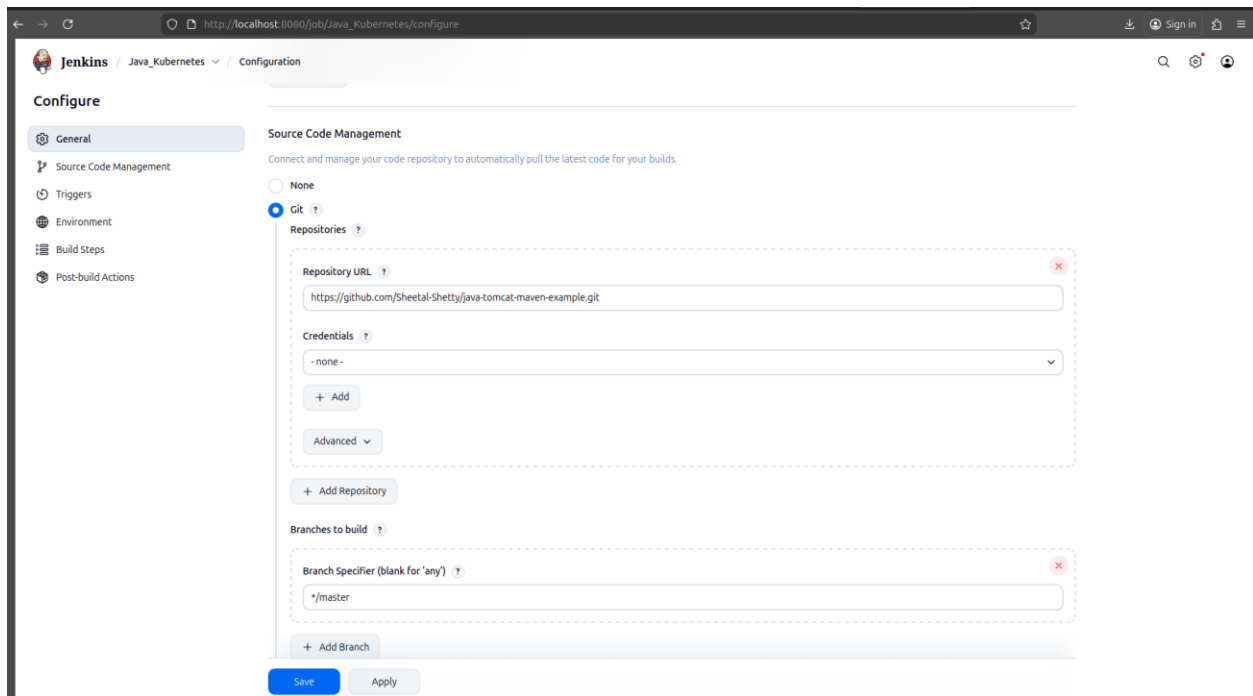 http://localhost:8080/job/Java_Kubernetes/configure
Sign in
Jenkins / Java_Kubernetes / Configuration
Configure
General
Source Code Management
Triggers
Environment
Build Steps
Post-build Actions
Source Code Management
Connect and manage your code repository to automatically pull the latest code for your builds.
None
Git ?
Repositories ?
Repository URL ?
https://github.com/Sheetal-Shetty/java-tomcat-maven-example.git
Credentials ?
- none -
+ Add
Advanced
+ Add Repository
Branches to build ?
Branch Specifier (blank for 'any') ?
*/master
+ Add Branch
Save Apply